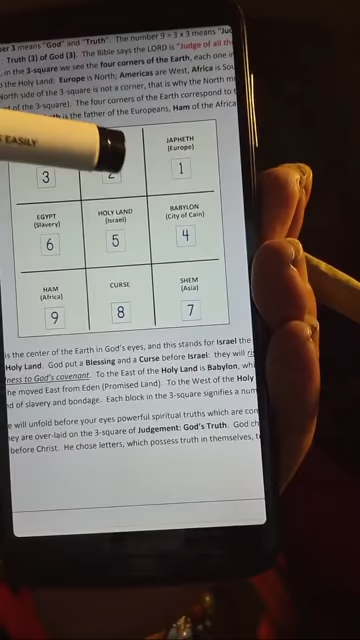 er 3 means "God" and "Truth". The number 9 = 3 x 3 means "Jud
Truth (3) of God (3). The Bible says the LORD is "Judge of all the
, in the 3-square we see the four corners of the Earth, each one in
the Holy Land: Europe is North; Americas are West, Africa is Sou
North side of the 3-square is not a corner, that is why the North m
of the 3-square). The four corners of the Earth correspond to t
is the father of the Europeans, Ham of the Africa
EASILY
JAPHETH
(Europe)
3
2
1
EGYPT
(Slavery)
HOLY LAND
(Israel)
BABYLON
(City of Cain)
6
5
4
HAM
(Africa)
CURSE
SHEM
(Asia)
9
8
7
is the center of the Earth in God's eyes, and this stands for Israel the
Holy Land. God put a Blessing and a Curse before Israel: they will ris
ness to God's covenant. To the East of the Holy Land is Babylon, wh
he moved East from Eden (Promised Land). To the West of the Holy
nd of slavery and bondage. Each block in the 3-square signifies a num
e will unfold before your eyes powerful spiritual truths which are con
ey are over-laid on the 3-square of Judgement: God's Truth. God ch
before Christ. He chose letters, which possess truth in themselves, t